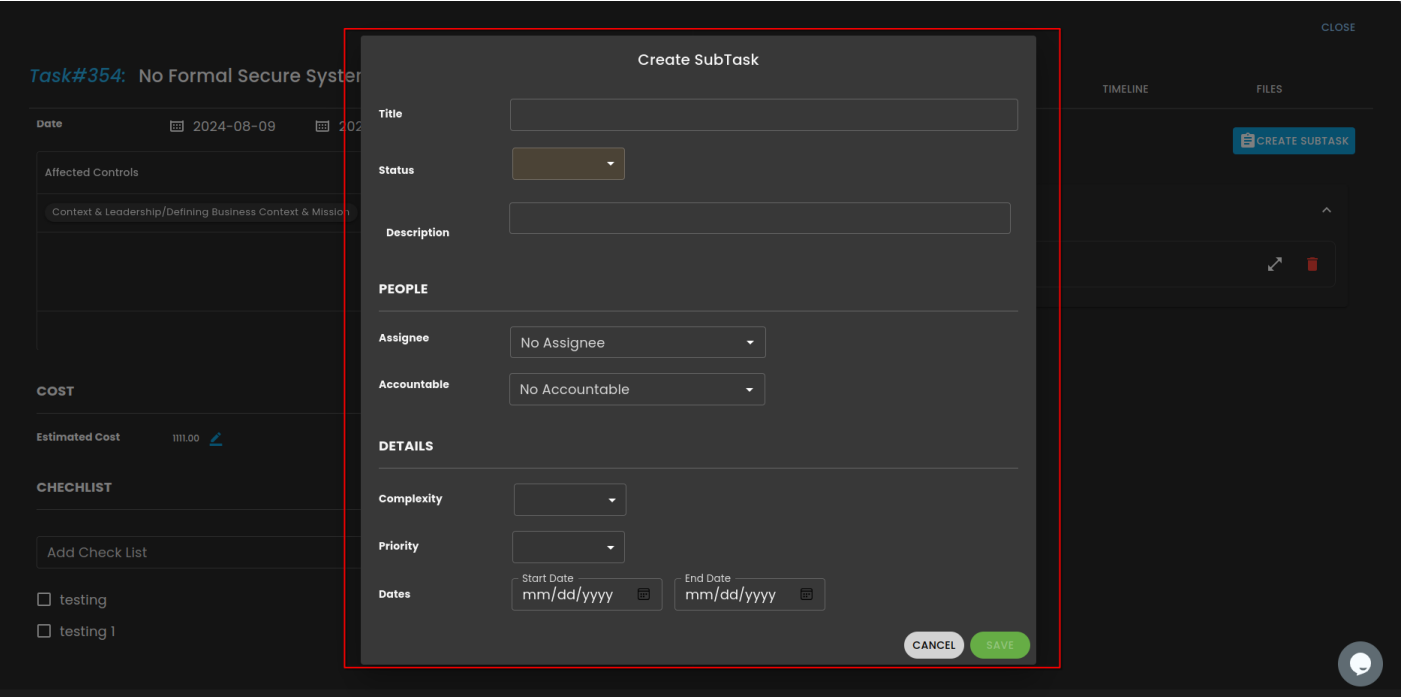 CLOSE
Task#354: No Formal Secure System
TIMELINE
FILES
Date
2024-08-09
202
CREATE SUBTASK
Affected Controls
Context & Leadership/Defining Business Context & Mission
COST
Estimated Cost
1111.00
CHECHLIST
Add Check List
testing
testing 1
Create SubTask
Title
Status
Description
PEOPLE
Assignee
No Assignee
Accountable
No Accountable
DETAILS
Complexity
Priority
Dates
Start Date
mm/dd/yyyy
End Date
mm/dd/yyyy
CANCEL
SAVE